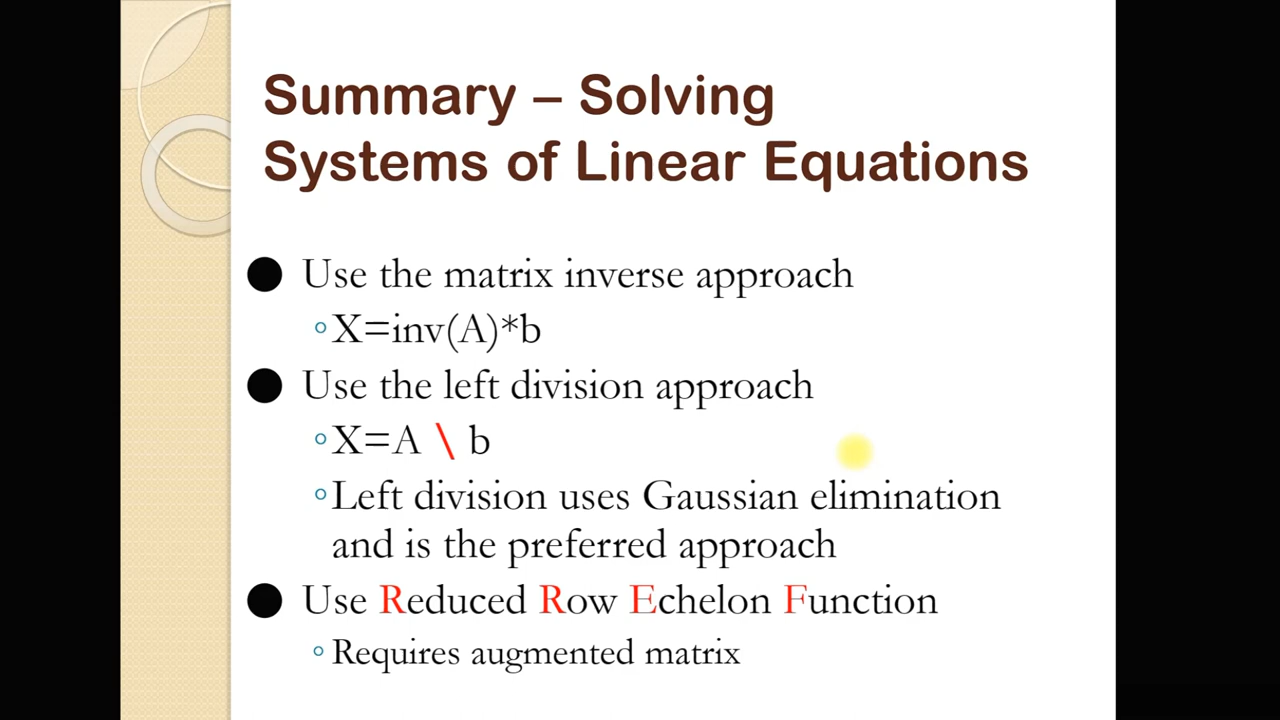 Summary – Solving
Systems of Linear Equations
● Use the matrix inverse approach
◦X=inv(A)*b
● Use the left division approach
◦X=A \ b
◦Left division uses Gaussian elimination
and is the preferred approach
● Use Reduced Row Echelon Function
◦Requires augmented matrix